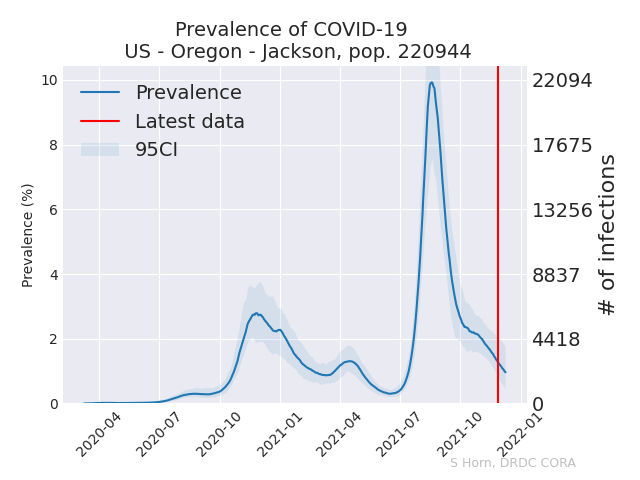 Prevalence of COVID-19
US - Oregon - Jackson, pop. 220944
Prevalence
Latest data
95CI
Prevalence (%)
10
8
6
4
2
0
22094
17675
13256
8837
4418
0
# of infections
2020-04
2020-07
2020-10
2021-01
2021-04
2021-07
2021-10
2022-01
S Horn, DRDC CORA